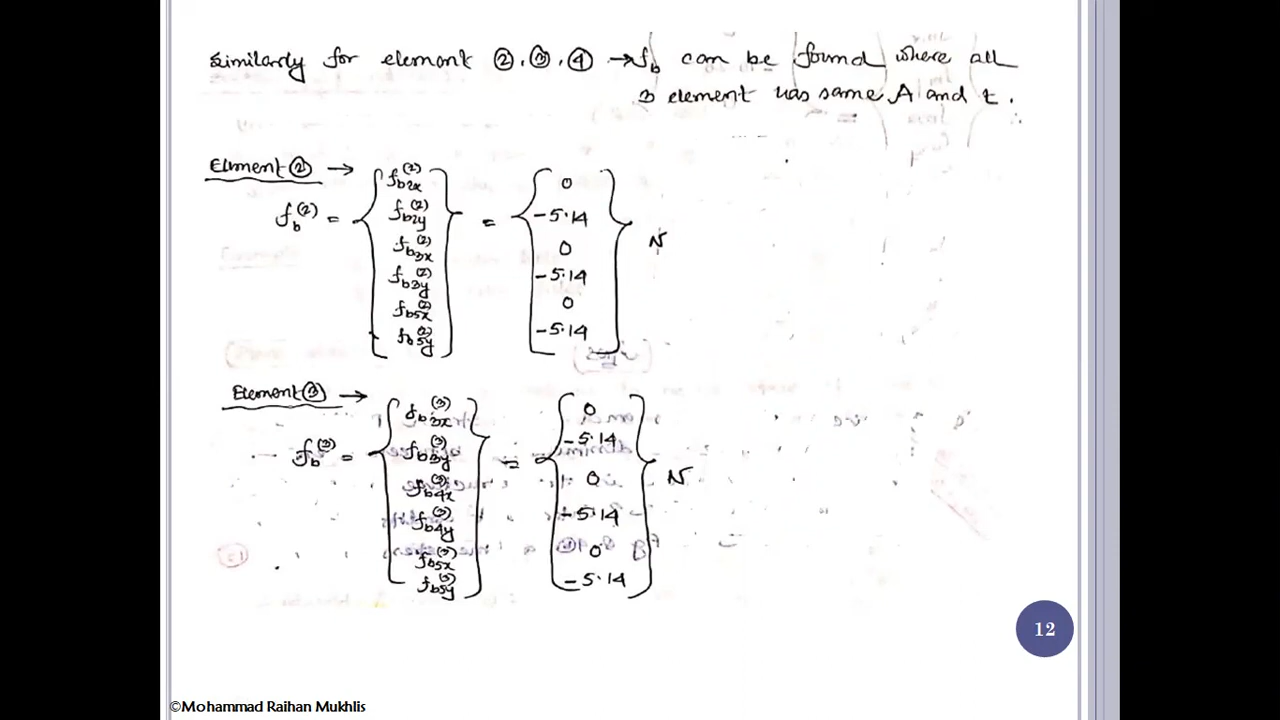 Similarly for element ②.③.④ → f_b can be found where all
3 element has same A and t.
∴
Element ② →
f_b^(2) = { f_b2x^(2) f_b2y^(2) f_b3x^(2) f_b3y^(2) f_b5x^(2) f_b5y^(2) } = { 0 -5.14 0 -5.14 0 -5.14 } N
Element ③ →
f_b^(3) = { f_b3x^(3) f_b3y^(3) f_b4x^(3) f_b4y^(3) f_b5x^(3) f_b5y^(3) } = { 0 -5.14 0 -5.14 0 -5.14 } N
12
©Mohammad Raihan Mukhlis